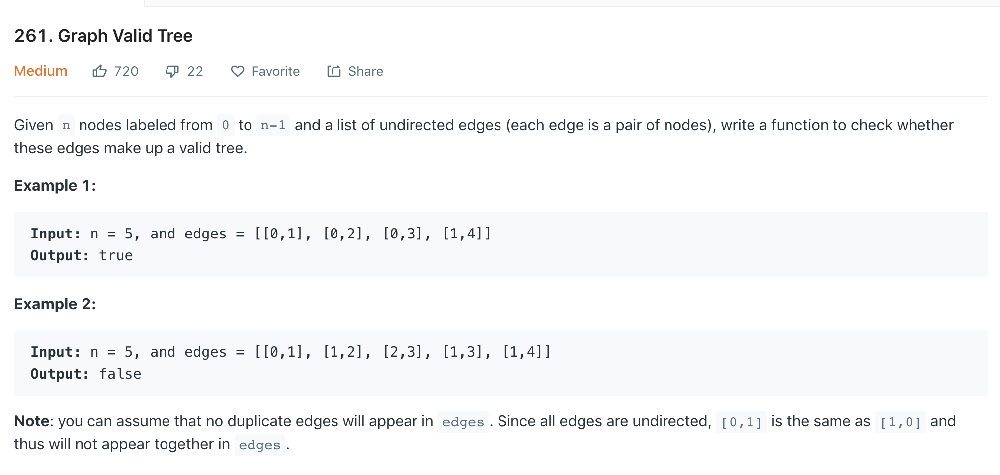 261. Graph Valid Tree
Medium 720 22 Favorite Share
Given n nodes labeled from 0 to n-1 and a list of undirected edges (each edge is a pair of nodes), write a function to check whether
these edges make up a valid tree.
Example 1:
Input: n = 5, and edges = [[0,1], [0,2], [0,3], [1,4]]
Output: true
Example 2:
Input: n = 5, and edges = [[0,1], [1,2], [2,3], [1,3], [1,4]]
Output: false
Note: you can assume that no duplicate edges will appear in edges . Since all edges are undirected, [0,1] is the same as [1,0] and
thus will not appear together in edges .